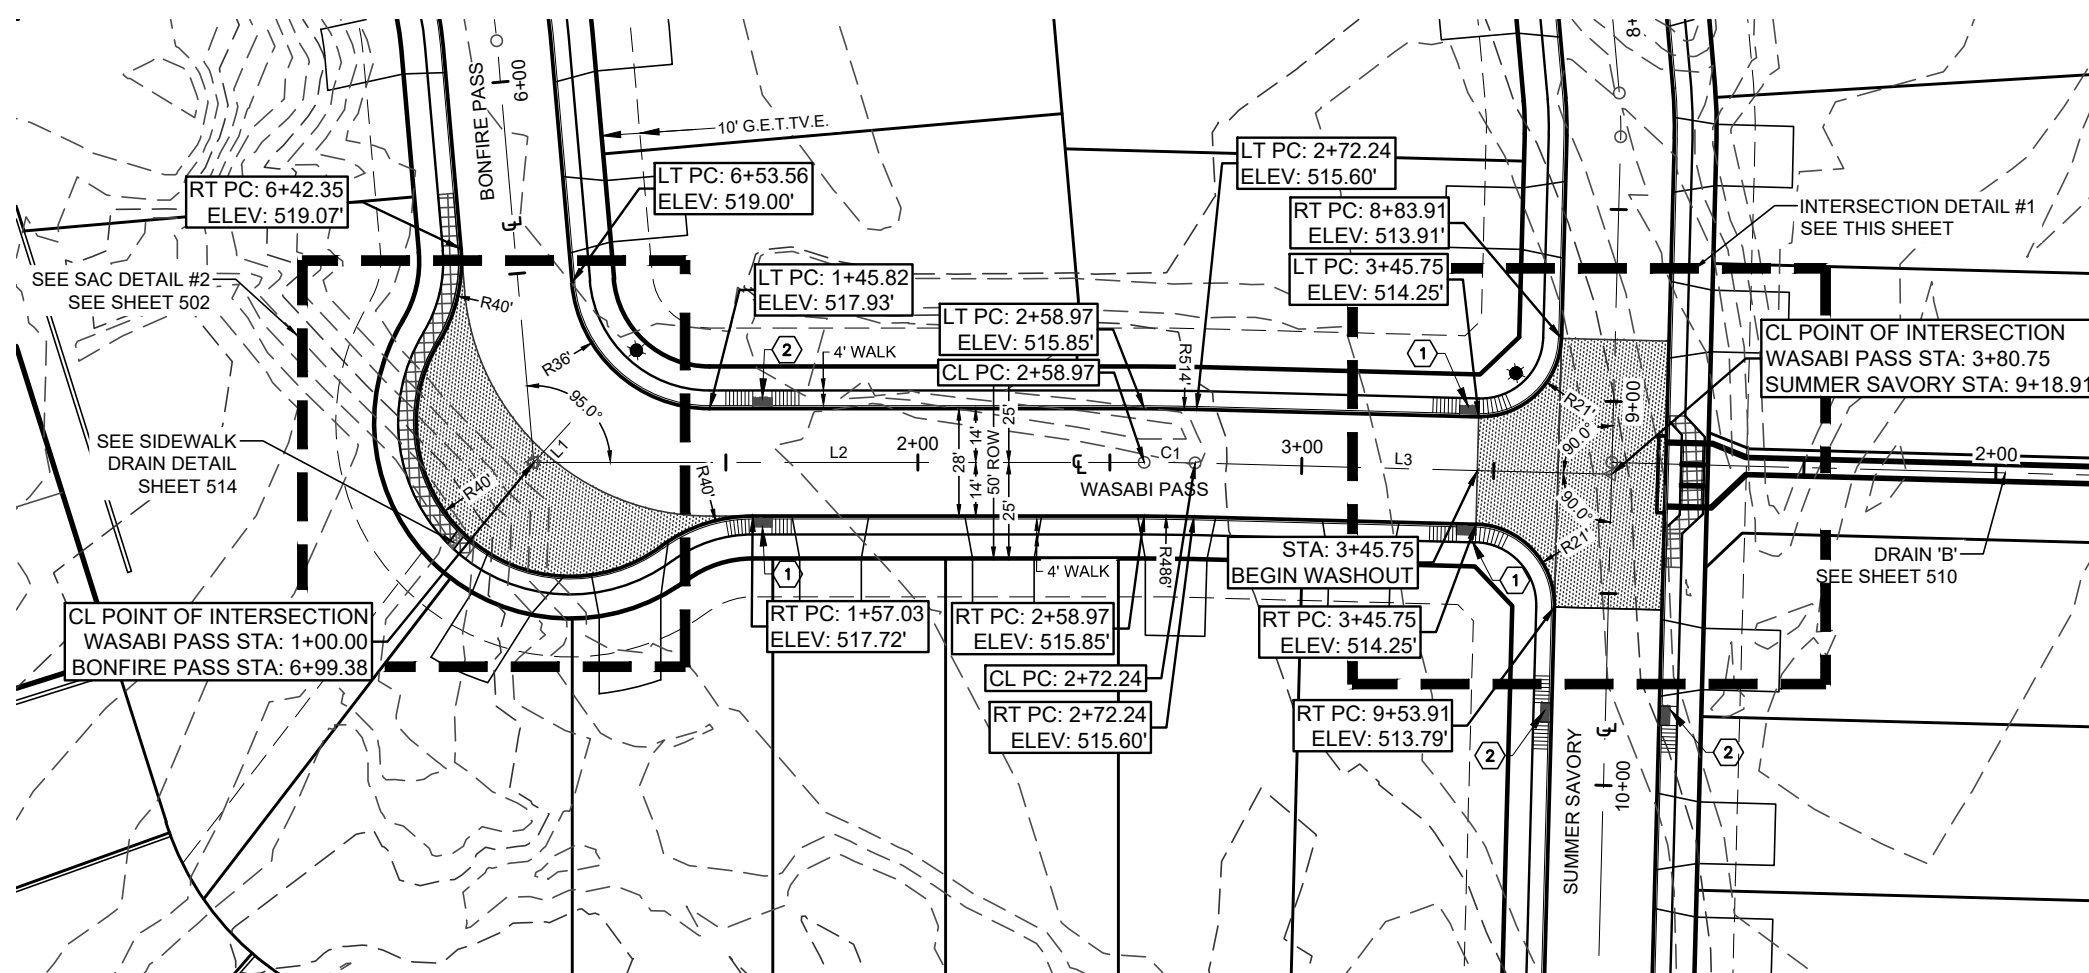 BONFIRE PASS
6+00
8+
10' G.E.T.TV.E.
LT PC: 2+72.24
ELEV: 515.60'
LT PC: 6+53.56
ELEV: 519.00'
RT PC: 6+42.35
ELEV: 519.07'
RT PC: 8+83.91
ELEV: 513.91'
INTERSECTION DETAIL #1
SEE THIS SHEET
SEE SAC DETAIL #2
SEE SHEET 502
LT PC: 1+45.82
ELEV: 517.93'
LT PC: 3+45.75
ELEV: 514.25'
R40'
LT PC: 2+58.97
ELEV: 515.85'
CL POINT OF INTERSECTION
WASABI PASS STA: 3+80.75
SUMMER SAVORY STA: 9+18.91
R36'
2
4' WALK
CL PC: 2+58.97
R514'
1
95.0°
R21'
9+00
90.0°
SEE SIDEWALK
DRAIN DETAIL
SHEET 514
L1
L2
2+00
28'
14'
14'
50' ROW
25'
25'
CL
C1
3+00
L3
2+00
WASABI PASS
R40'
R40'
90.0°
R21'
STA: 3+45.75
BEGIN WASHOUT
DRAIN 'B'
SEE SHEET 510
1
4' WALK
R486'
1
CL POINT OF INTERSECTION
WASABI PASS STA: 1+00.00
BONFIRE PASS STA: 6+99.38
RT PC: 1+57.03
ELEV: 517.72'
RT PC: 2+58.97
ELEV: 515.85'
RT PC: 3+45.75
ELEV: 514.25'
CL PC: 2+72.24
RT PC: 2+72.24
ELEV: 515.60'
RT PC: 9+53.91
ELEV: 513.79'
2
2
SUMMER SAVORY
10+00